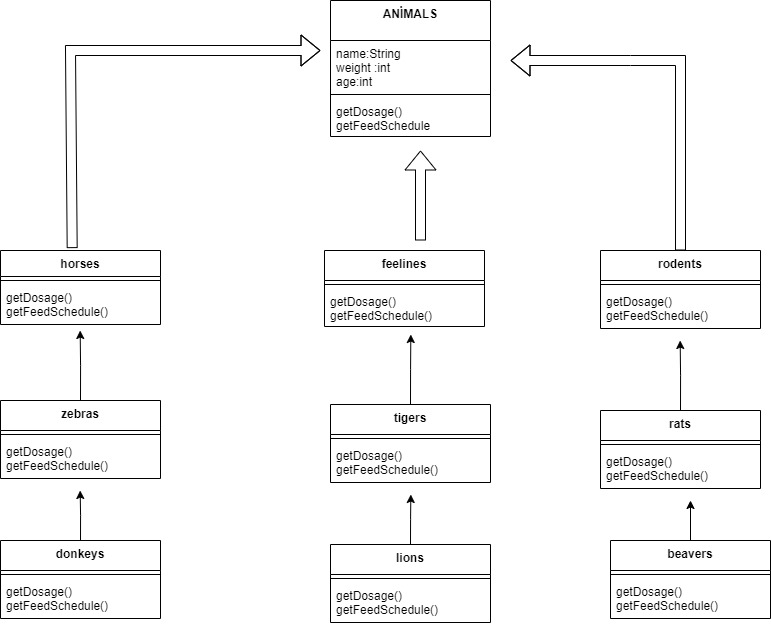 ANİMALS
name:String
weight :int
age:int
getDosage()
getFeedSchedule
horses
getDosage()
getFeedSchedule()
feelines
getDosage()
getFeedSchedule()
rodents
getDosage()
getFeedSchedule()
zebras
getDosage()
getFeedSchedule()
tigers
getDosage()
getFeedSchedule()
rats
getDosage()
getFeedSchedule()
donkeys
getDosage()
getFeedSchedule()
lions
getDosage()
getFeedSchedule()
beavers
getDosage()
getFeedSchedule()